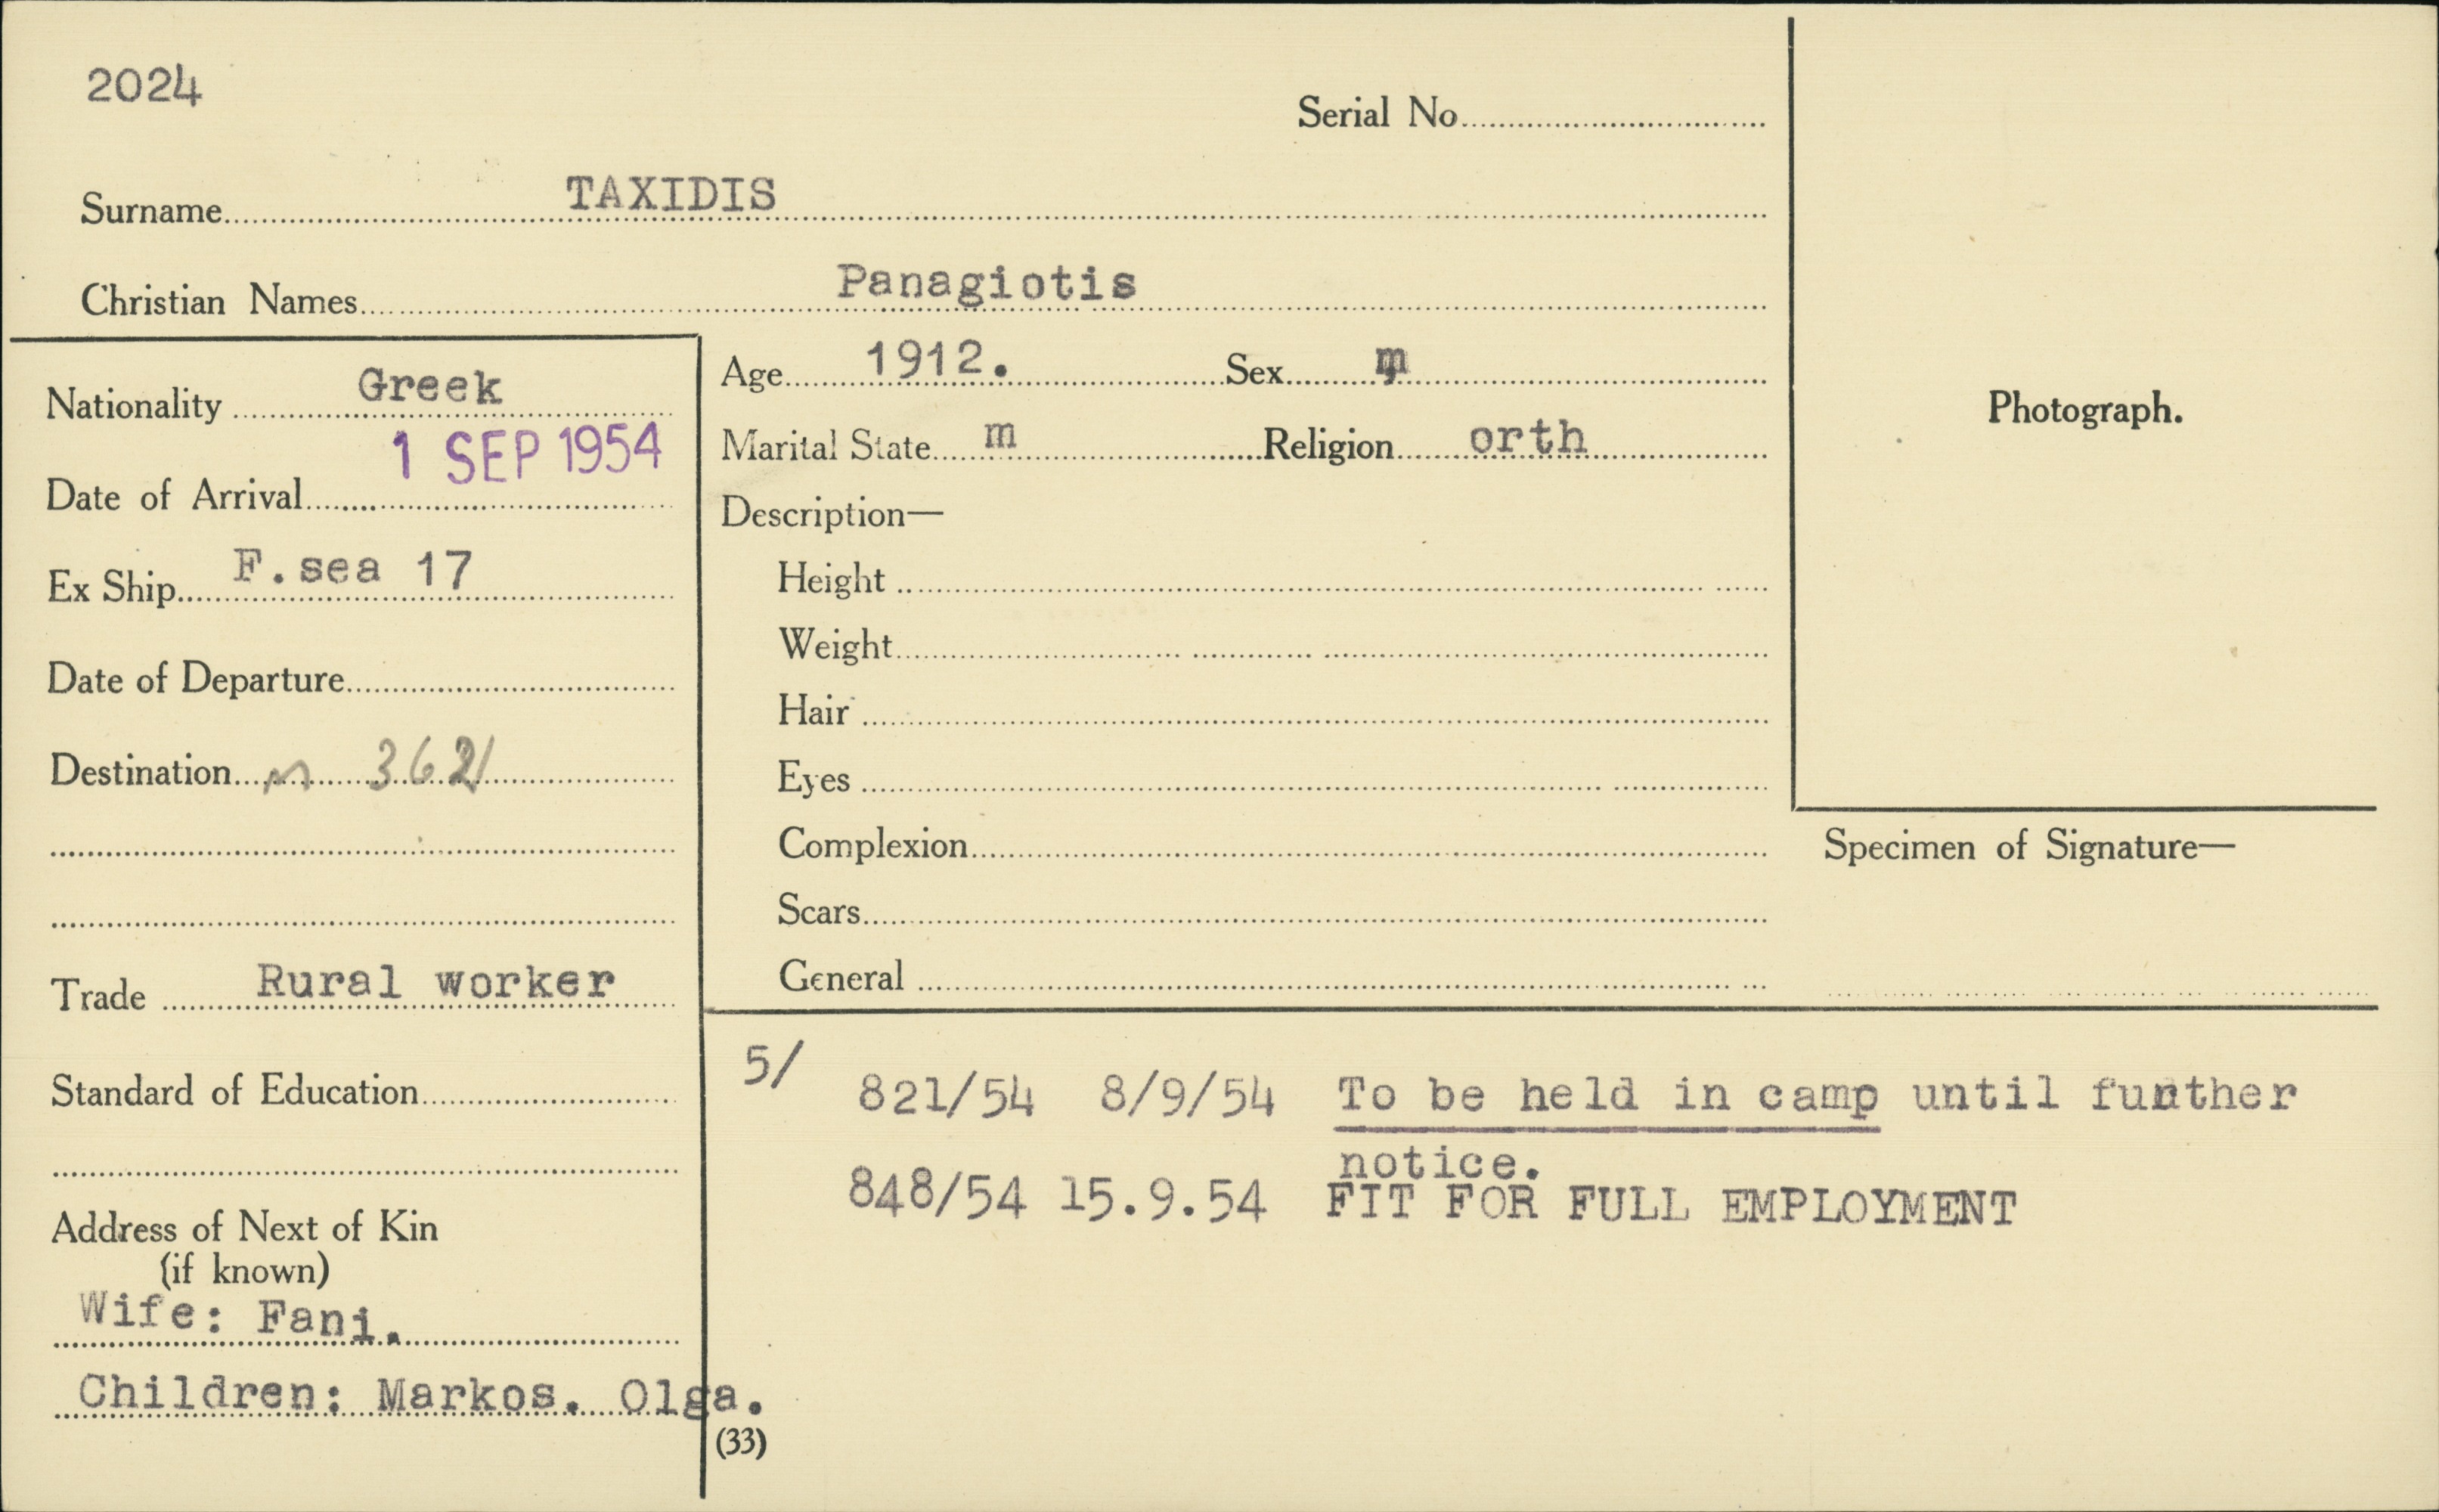 2024
Serial No.
Surname TAXIDIS
Christian Names Panagiotis
Nationality Greek
Date of Arrival 1 SEP 1954
Ex Ship F.sea 17
Date of Departure
Destination 3621
Trade Rural worker
Standard of Education
Address of Next of Kin
(if known)
Wife: Fani.
Children: Markos. Olga.
Age 1912. Sex m
Marital State m Religion orth
Description—
Height
Weight
Hair
Eyes
Complexion
Scars
General
Photograph.
Specimen of Signature—
5/
821/54 8/9/54 To be held in camp until further
notice.
848/54 15.9.54 FIT FOR FULL EMPLOYMENT
(33)